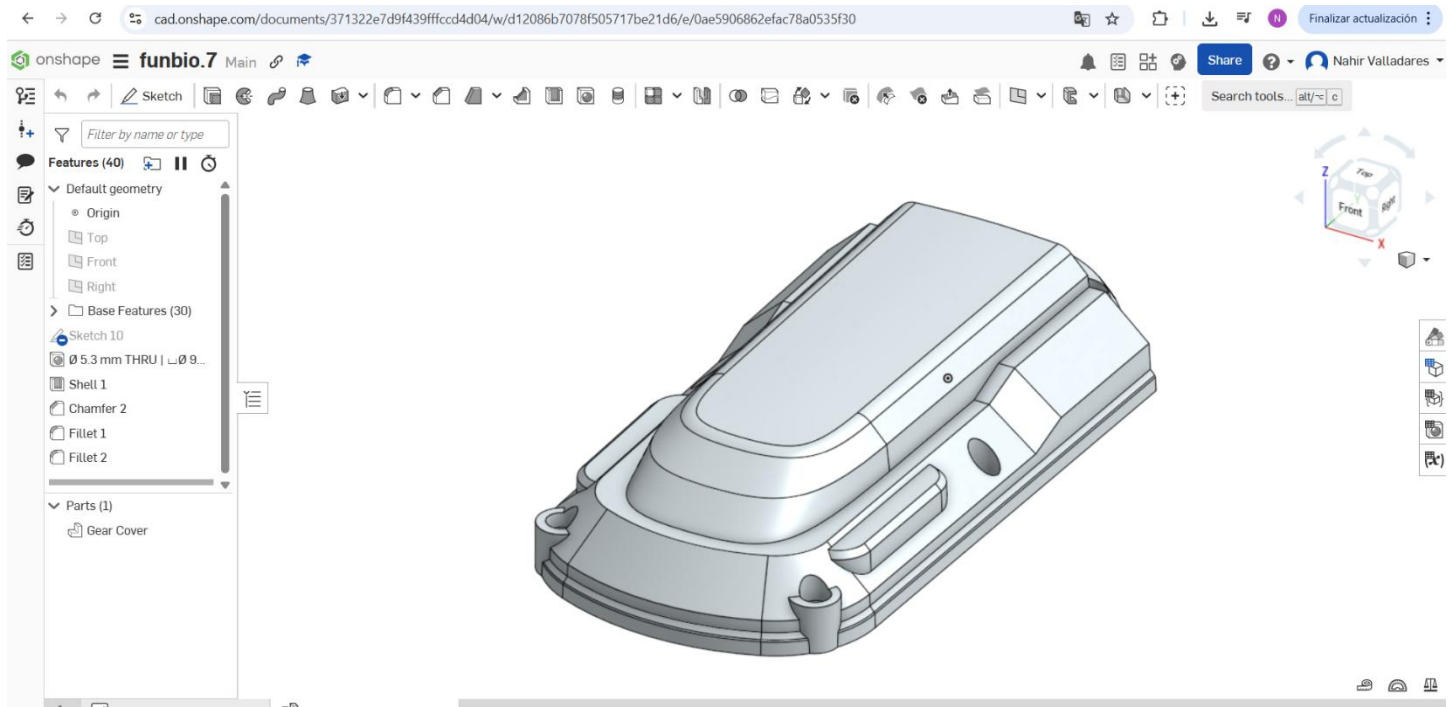 cad.onshape.com/documents/371322e7d9f439fffccd4d04/w/d12086b7078f505717be21d6/e/0ae5906862efac78a0535f30
N
Finalizar actualización
onshape funbio.7 Main
Share
Nahir Valladares
Sketch
Search tools... alt/⌥ c
Filter by name or type
Features (40)
Default geometry
Origin
Top
Front
Right
Base Features (30)
Sketch 10
Ø 5.3 mm THRU | ⌴Ø 9...
Shell 1
Chamfer 2
Fillet 1
Fillet 2
Parts (1)
Gear Cover
Z
Top
Front
Right
X
(x)